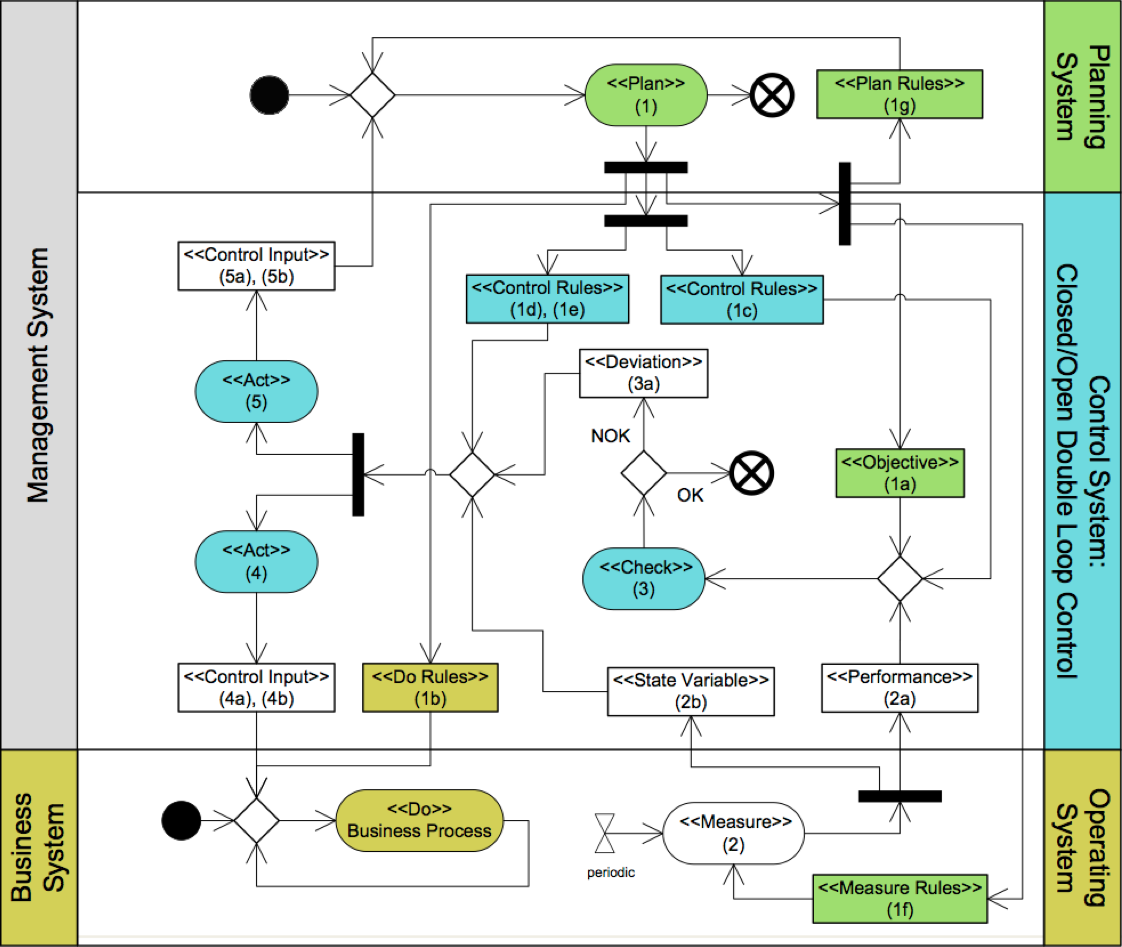 Management System
Business
System
Planning
System
Control System:
Closed/Open Double Loop Control
Operating
System
<<Plan>>
(1)
<<Plan Rules>>
(1g)
<<Control Input>>
(5a), (5b)
<<Control Rules>>
(1d), (1e)
<<Control Rules>>
(1c)
<<Act>>
(5)
<<Deviation>>
(3a)
NOK
OK
<<Objective>>
(1a)
<<Act>>
(4)
<<Check>>
(3)
<<Control Input>>
(4a), (4b)
<<Do Rules>>
(1b)
<<State Variable>>
(2b)
<<Performance>>
(2a)
<<Do>>
Business Process
periodic
<<Measure>>
(2)
<<Measure Rules>>
(1f)